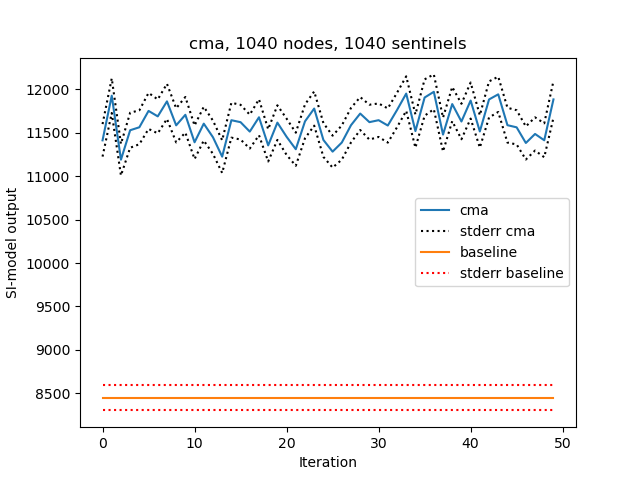 cma, 1040 nodes, 1040 sentinels
12000
11500
11000
10500
10000
9500
9000
8500
SI-model output
cma
stderr cma
baseline
stderr baseline
0 10 20 30 40 50
Iteration